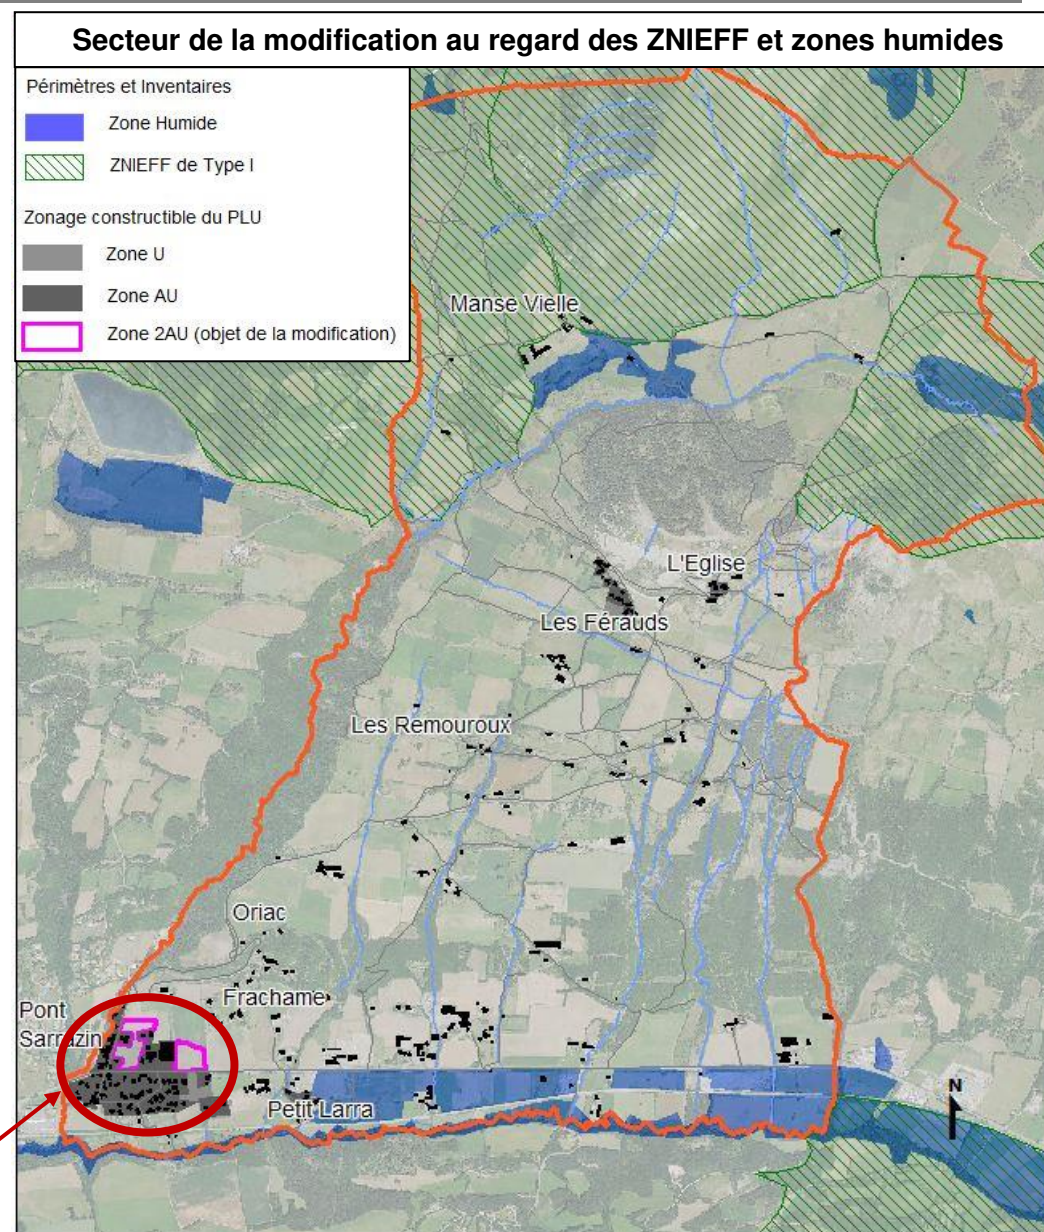 Secteur de la modification au regard des ZNIEFF et zones humides
Périmètres et Inventaires
Zone Humide
ZNIEFF de Type I
Zonage constructible du PLU
Zone U
Zone AU
Zone 2AU (objet de la modification)
Manse Vielle
L'Eglise
Les Férauds
Les Remouroux
Oriac
Frachame
Pont
Sarrazin
Petit Larra
N